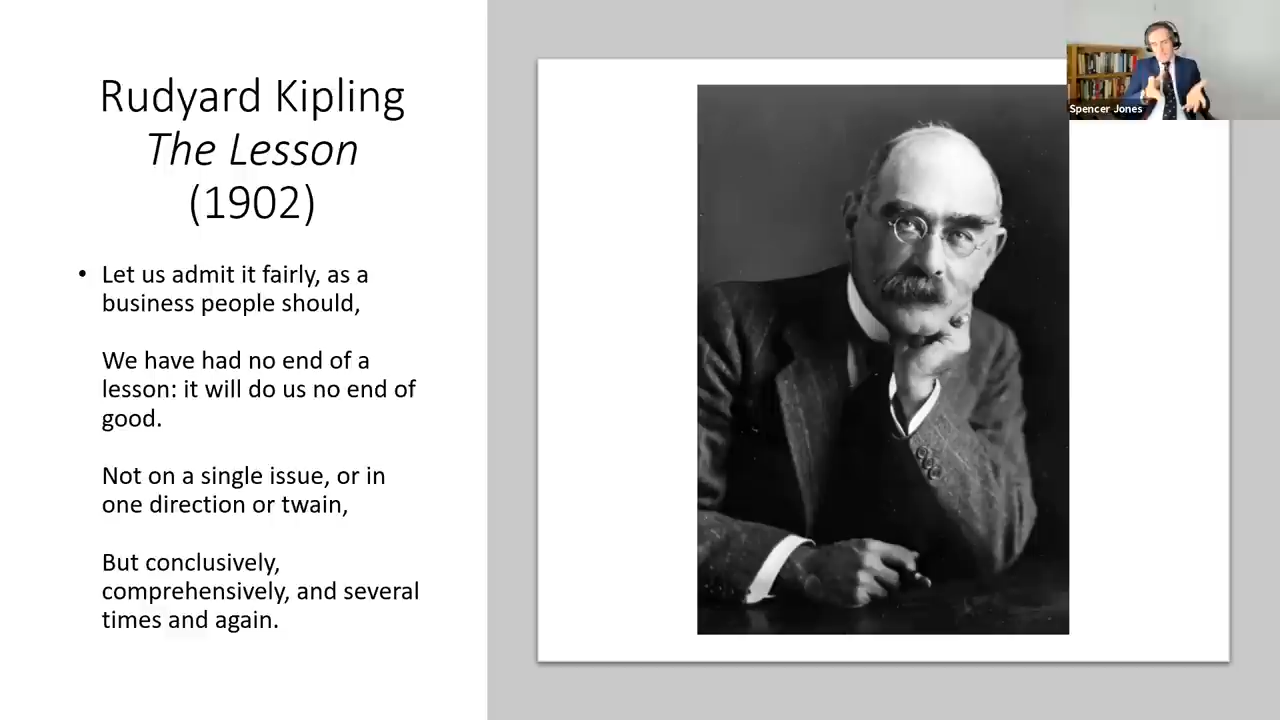 Rudyard Kipling
The Lesson
(1902)
• Let us admit it fairly, as a
business people should,
We have had no end of a
lesson: it will do us no end of
good.
Not on a single issue, or in
one direction or twain,
But conclusively,
comprehensively, and several
times and again.
Spencer Jones